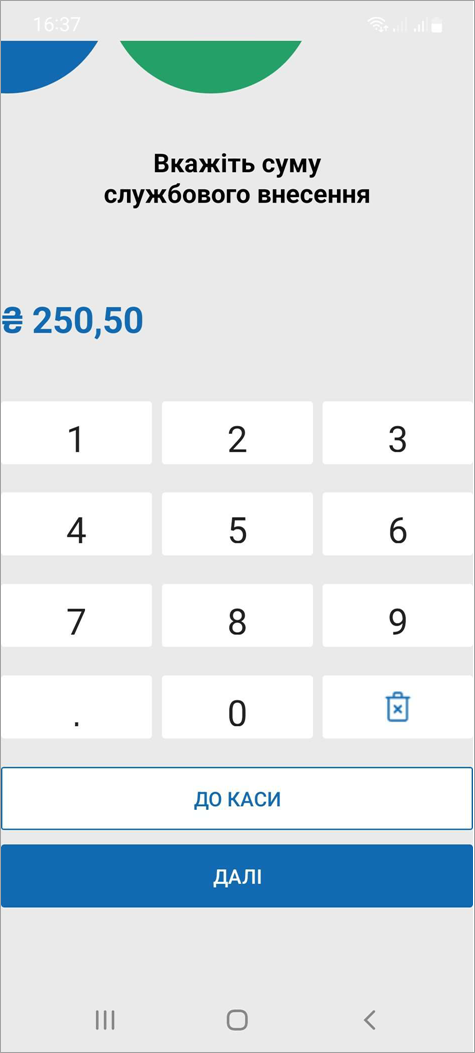 16:37
Вкажіть суму
службового внесення
₴ 250,50
1 2 3
4 5 6
7 8 9
. 0
ДО КАСИ
ДАЛІ